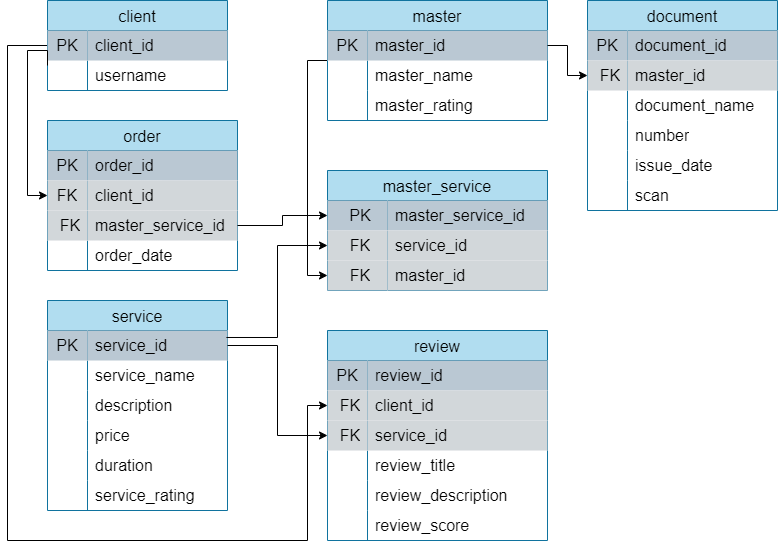 client
PK client_id
username
master
PK master_id
master_name
master_rating
document
PK document_id
FK master_id
document_name
number
issue_date
scan
order
PK order_id
FK client_id
FK master_service_id
order_date
master_service
PK master_service_id
FK service_id
FK master_id
service
PK service_id
service_name
description
price
duration
service_rating
review
PK review_id
FK client_id
FK service_id
review_title
review_description
review_score